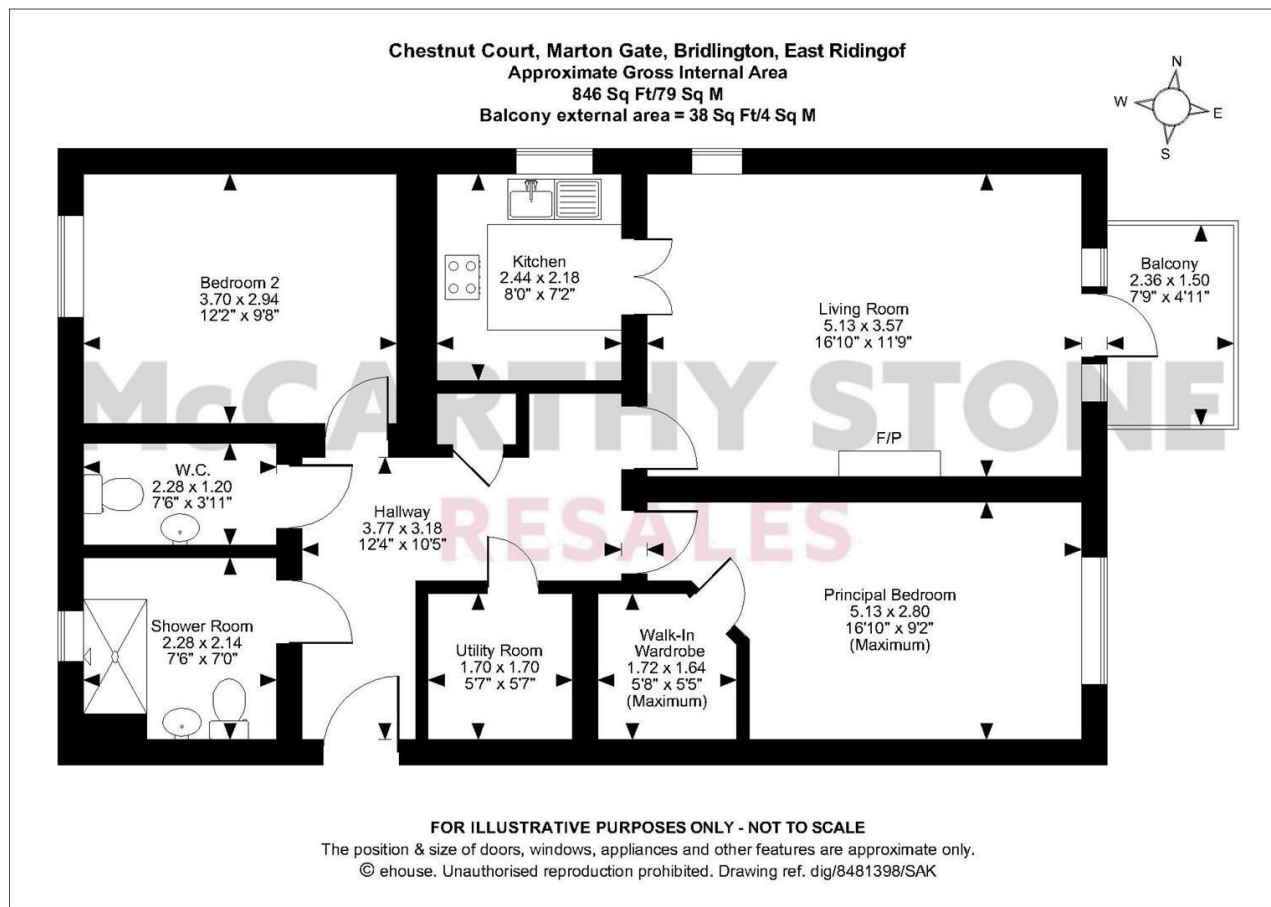 Chestnut Court, Marton Gate, Bridlington, East Ridingof
Approximate Gross Internal Area
846 Sq Ft/79 Sq M
Balcony external area = 38 Sq Ft/4 Sq M
N
W
E
S
Bedroom 2
3.70 x 2.94
12'2" x 9'8"
Kitchen
2.44 x 2.18
8'0" x 7'2"
Living Room
5.13 x 3.57
16'10" x 11'9"
Balcony
2.36 x 1.50
7'9" x 4'11"
McCARTHY STONE
RESALES
F/P
W.C.
2.28 x 1.20
7'6" x 3'11"
Hallway
3.77 x 3.18
12'4" x 10'5"
Shower Room
2.28 x 2.14
7'6" x 7'0"
Utility Room
1.70 x 1.70
5'7" x 5'7"
Walk-In
Wardrobe
1.72 x 1.64
5'8" x 5'5"
(Maximum)
Principal Bedroom
5.13 x 2.80
16'10" x 9'2"
(Maximum)
FOR ILLUSTRATIVE PURPOSES ONLY - NOT TO SCALE
The position & size of doors, windows, appliances and other features are approximate only.
© ehouse. Unauthorised reproduction prohibited. Drawing ref. dig/8481398/SAK